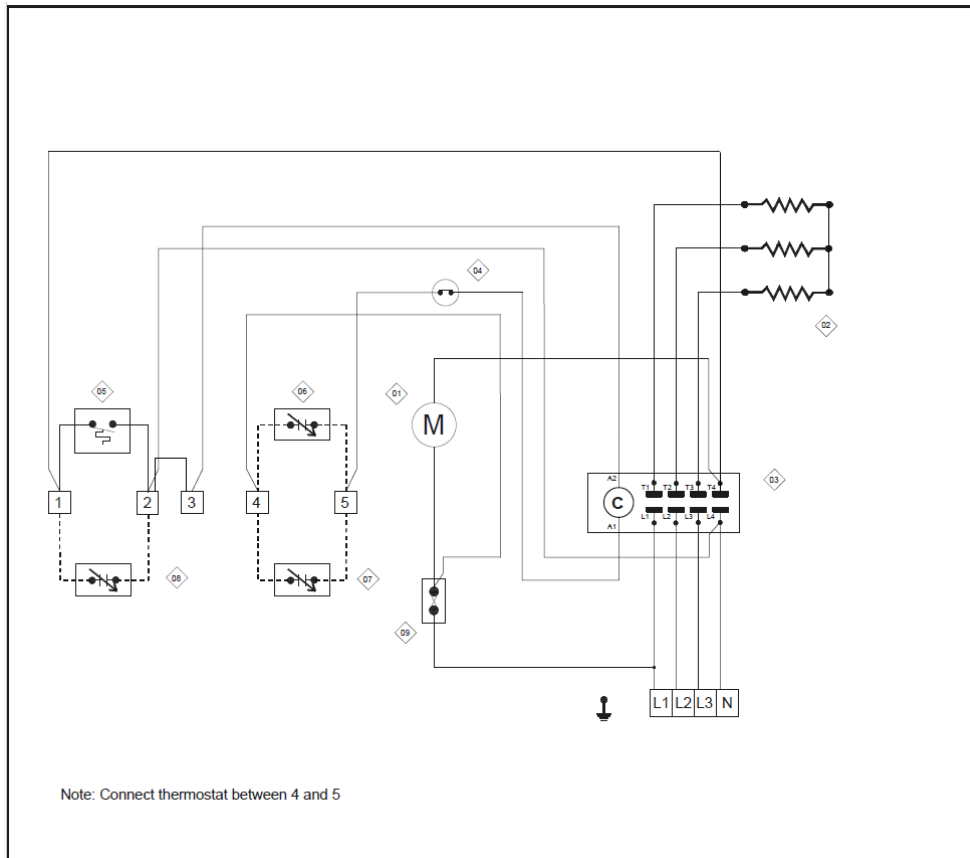 04
02
05
06
01
M
A2
T1 T2 T3 T4
03
C
1 2 3 4 5
A1
L1 L2 L3 L4
08
07
09
L1 L2 L3 N
Note: Connect thermostat between 4 and 5